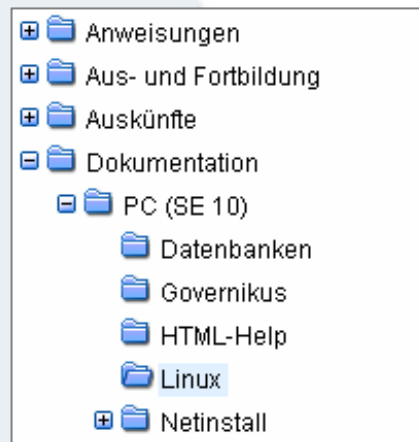 Anweisungen
Aus- und Fortbildung
Auskünfte
Dokumentation
PC (SE 10)
Datenbanken
Governikus
HTML-Help
Linux
Netinstall